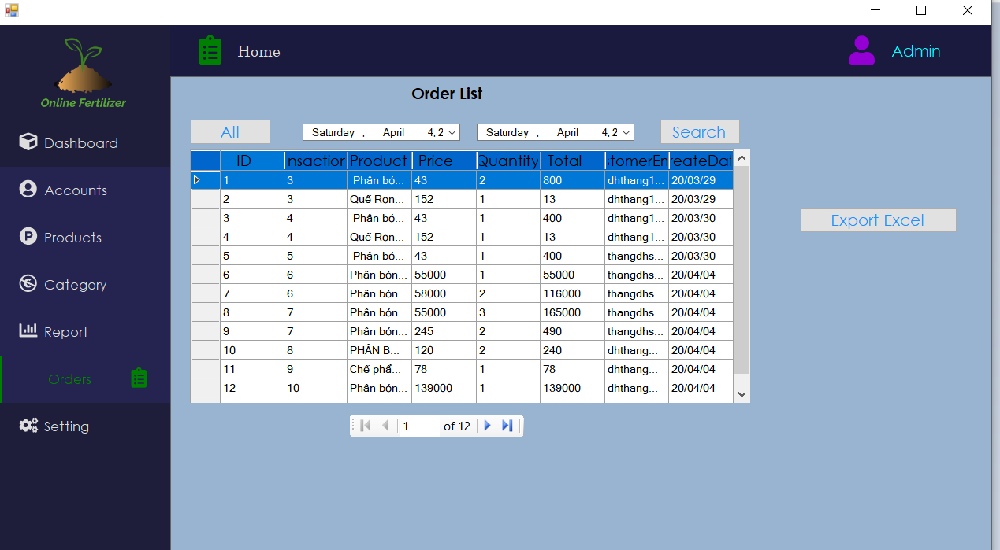 Home
Admin
Online Fertilizer
Dashboard
Accounts
Products
Category
Report
Orders
Setting
Order List
All
Saturday , April 4, 2
Saturday , April 4, 2
Search
Export Excel
ID nsaction Product Price Quantity Total stomerEn reateDat
1 3 Phân bó... 43 2 800 dhthang1... 20/03/29
2 3 Quế Ron... 152 1 13 dhthang1... 20/03/29
3 4 Phân bó... 43 1 400 dhthang1... 20/03/30
4 4 Quế Ron... 152 1 13 dhthang1... 20/03/30
5 5 Phân bó... 43 1 400 thangdhs... 20/03/30
6 6 Phân bón... 55000 1 55000 thangdhs... 20/04/04
7 6 Phân bón... 58000 2 116000 thangdhs... 20/04/04
8 7 Phân bón... 55000 3 165000 thangdhs... 20/04/04
9 7 Phân bón... 245 2 490 thangdhs... 20/04/04
10 8 PHÂN B... 120 2 240 dhthang... 20/04/04
11 9 Chế phẩ... 78 1 78 dhthang... 20/04/04
12 10 Phân bón... 139000 1 139000 dhthang... 20/04/04
1 of 12